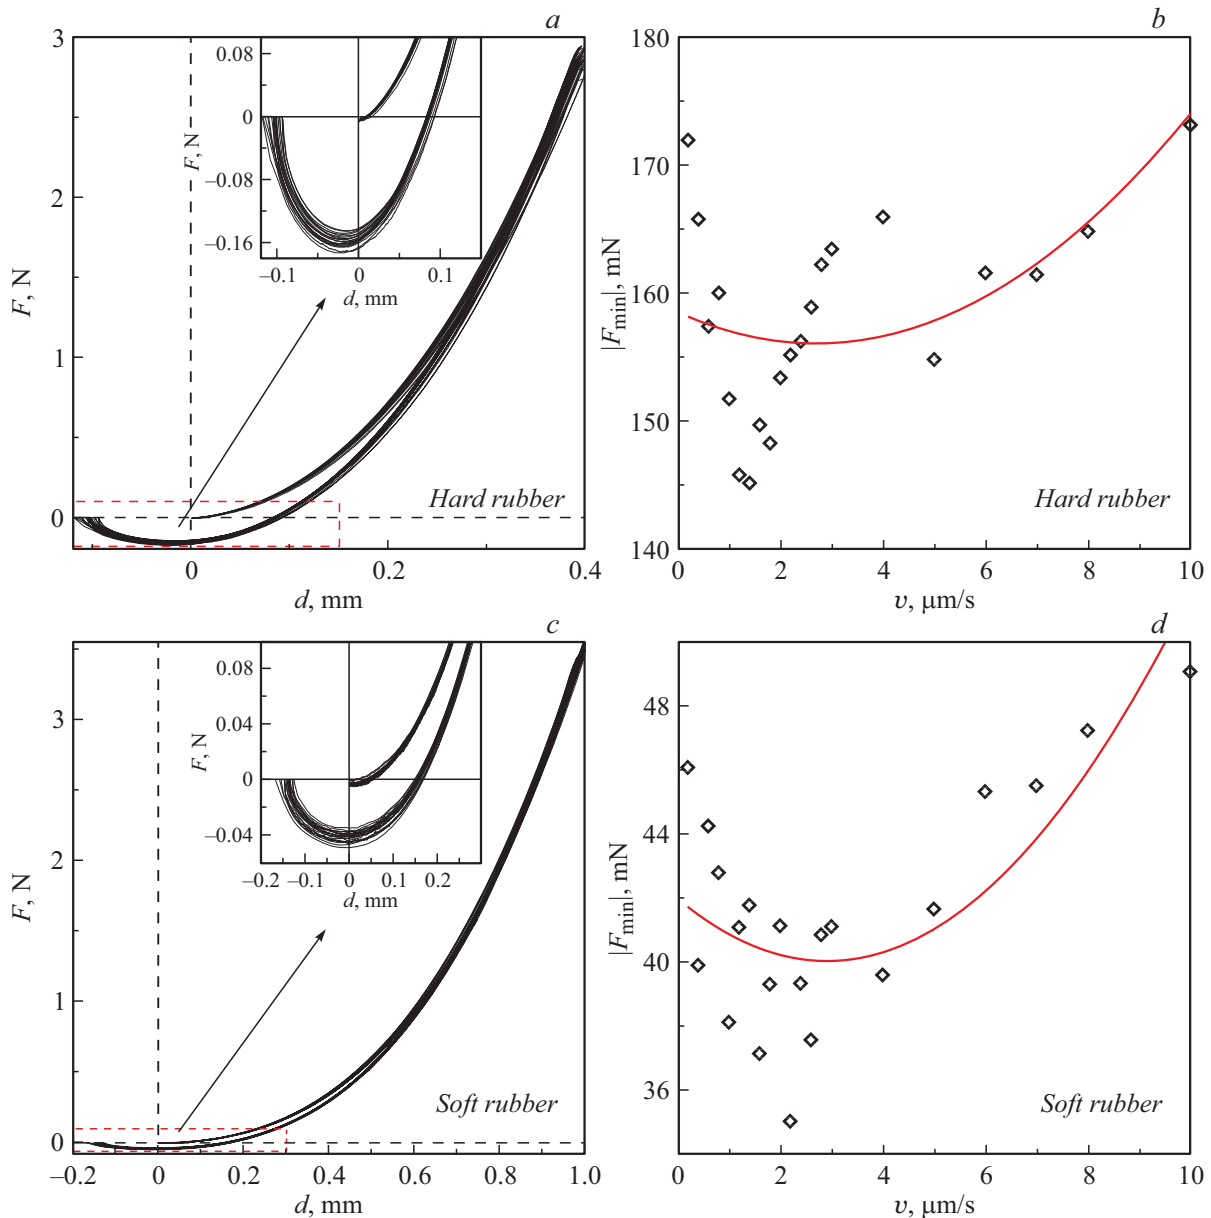 a
3
2
1
0
F, N
0
0.2
0.4
d, mm
Hard rubber
0.08
0
−0.08
−0.16
F, N
−0.1
0
0.1
d, mm
b
180
170
160
150
140
|Fmin|, mN
0
2
4
6
8
10
v, μm/s
Hard rubber
c
3
2
1
0
F, N
−0.2
0
0.2
0.4
0.6
0.8
1.0
d, mm
Soft rubber
0.08
0.04
0
−0.04
F, N
−0.2
−0.1
0
0.1
0.2
d, mm
d
48
44
40
36
|Fmin|, mN
0
2
4
6
8
10
v, μm/s
Soft rubber